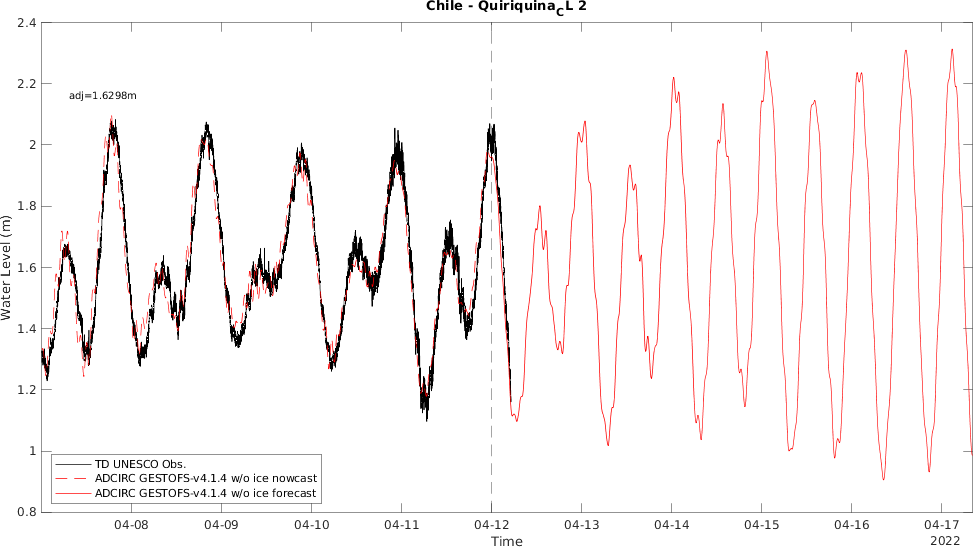 Chile - Quiriquina_CL 2
2.4
2.2
2
1.8
1.6
1.4
1.2
1
0.8
Water Level (m)
adj=1.6298m
TD UNESCO Obs.
ADCIRC GESTOFS-v4.1.4 w/o ice nowcast
ADCIRC GESTOFS-v4.1.4 w/o ice forecast
04-08 04-09 04-10 04-11 04-12 04-13 04-14 04-15 04-16 04-17
Time
2022